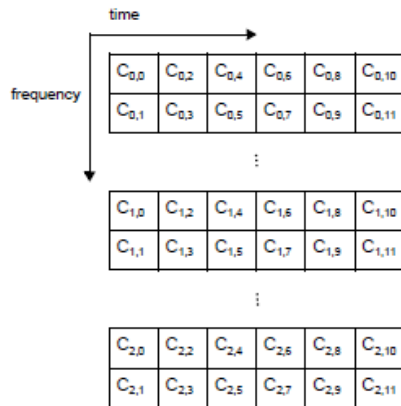 time
frequency
C0,0 C0,2 C0,4 C0,6 C0,8 C0,10
C0,1 C0,3 C0,5 C0,7 C0,9 C0,11
⋮
C1,0 C1,2 C1,4 C1,6 C1,8 C1,10
C1,1 C1,3 C1,5 C1,7 C1,9 C1,11
⋮
C2,0 C2,2 C2,4 C2,6 C2,8 C2,10
C2,1 C2,3 C2,5 C2,7 C2,9 C2,11